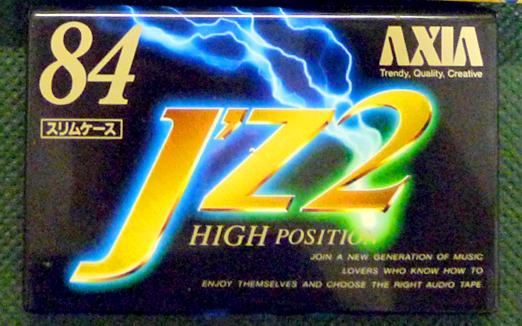 84
AXIA
Trendy, Quality, Creative
スリムケース
J'Z2
HIGH POSITION
JOIN A NEW GENERATION OF MUSIC
LOVERS WHO KNOW HOW TO
ENJOY THEMSELVES AND CHOOSE THE RIGHT AUDIO TAPE.